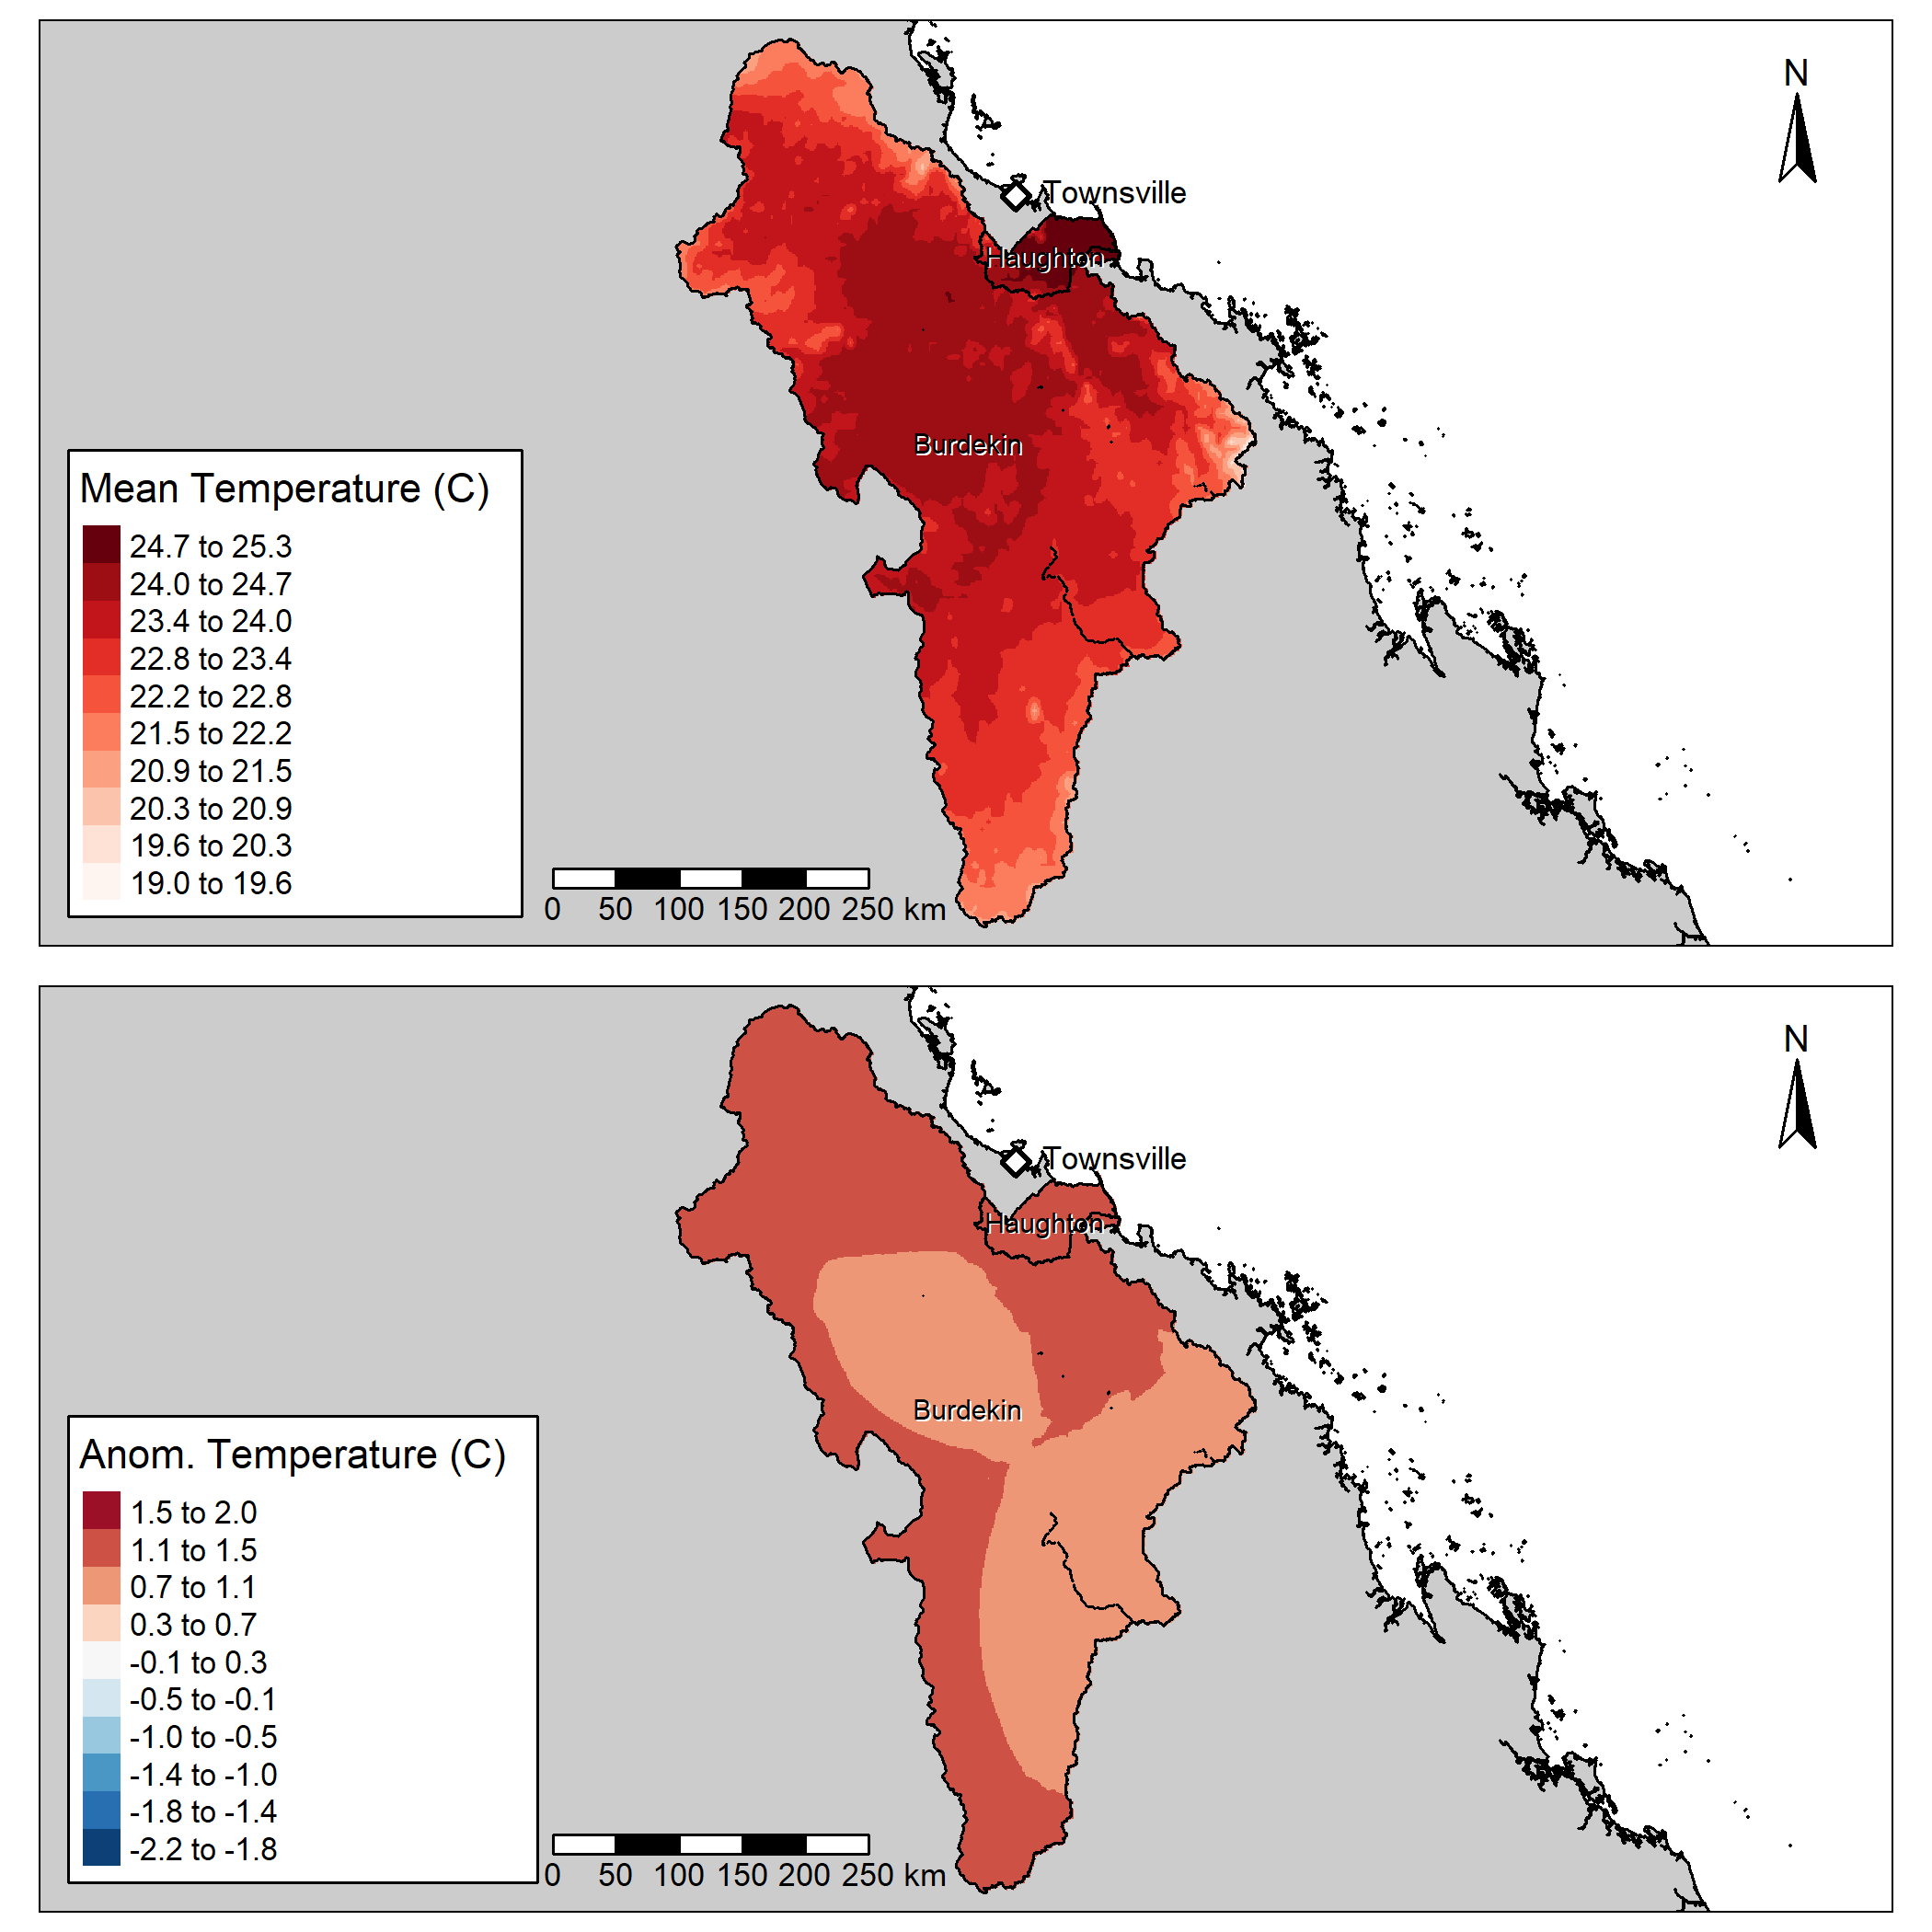 N
Townsville
Haughton
Burdekin
Mean Temperature (C)
24.7 to 25.3
24.0 to 24.7
23.4 to 24.0
22.8 to 23.4
22.2 to 22.8
21.5 to 22.2
20.9 to 21.5
20.3 to 20.9
19.6 to 20.3
19.0 to 19.6
0 50 100 150 200 250 km
N
Townsville
Haughton
Burdekin
Anom. Temperature (C)
1.5 to 2.0
1.1 to 1.5
0.7 to 1.1
0.3 to 0.7
-0.1 to 0.3
-0.5 to -0.1
-1.0 to -0.5
-1.4 to -1.0
-1.8 to -1.4
-2.2 to -1.8
0 50 100 150 200 250 km